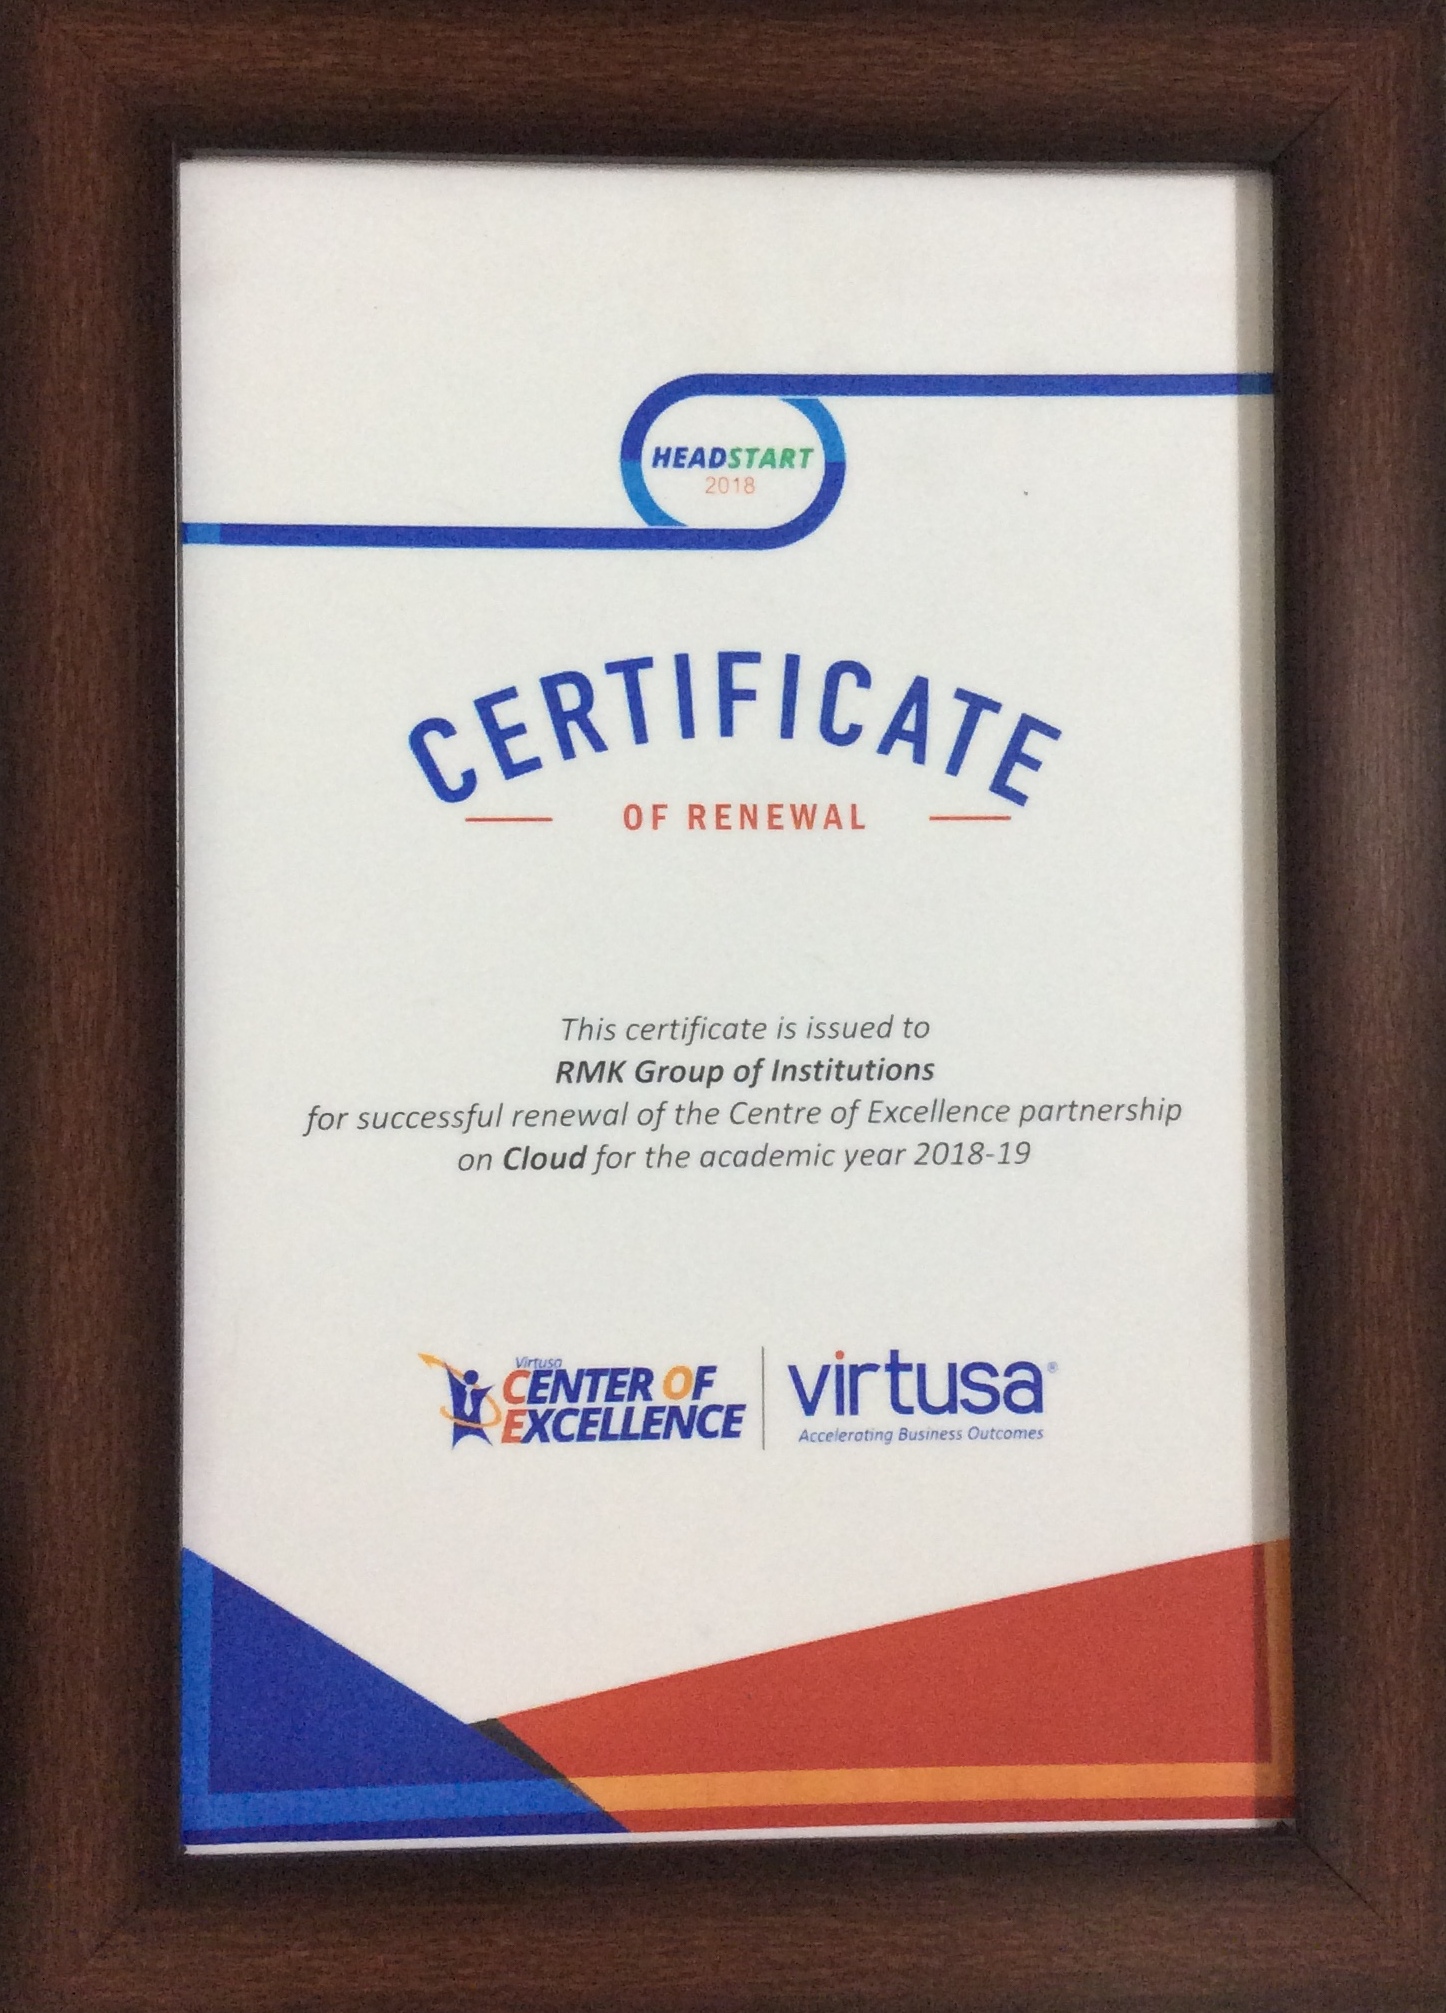 HEADSTART
2018
CERTIFICATE
OF RENEWAL
This certificate is issued to
RMK Group of Institutions
for successful renewal of the Centre of Excellence partnership
on Cloud for the academic year 2018-19
Virtusa
CENTER OF
EXCELLENCE
virtusa®
Accelerating Business Outcomes